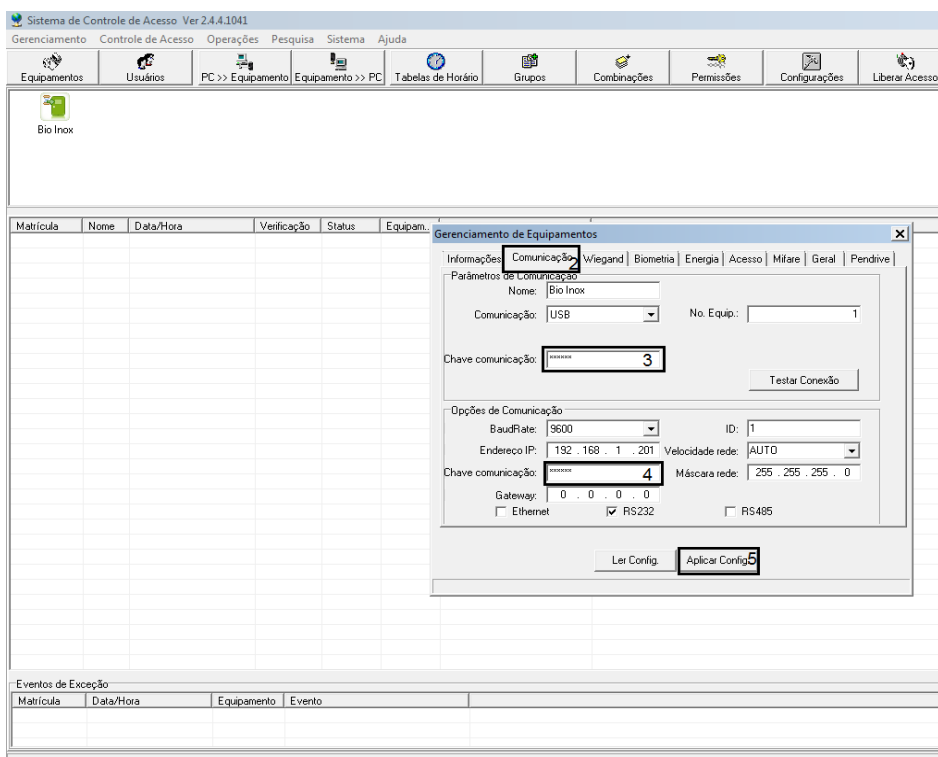 Sistema de Controle de Acesso Ver 2.4.4.1041
Gerenciamento Controle de Acesso Operações Pesquisa Sistema Ajuda
Equipamentos Usuários PC >> Equipamento Equipamento >> PC Tabelas de Horário Grupos Combinações Permissões Configurações Liberar Acesso
Bio Inox
Matrícula Nome Data/Hora Verificação Status Equipam..
Gerenciamento de Equipamentos
Informações Comunicação 2 Wiegand Biometria Energia Acesso Mifare Geral Pendrive
Parâmetros de Comunicação
Nome: Bio Inox
Comunicação: USB No. Equip.: 1
Chave comunicação: ****** 3
Testar Conexão
Opções de Comunicação
BaudRate: 9600 ID: 1
Endereço IP: 192 . 168 . 1 . 201 Velocidade rede: AUTO
Chave comunicação: ****** 4 Máscara rede: 255 . 255 . 255 . 0
Gateway: 0 . 0 . 0 . 0
Ethernet RS232 RS485
Ler Config. Aplicar Config. 5
Eventos de Exceção
Matrícula Data/Hora Equipamento Evento